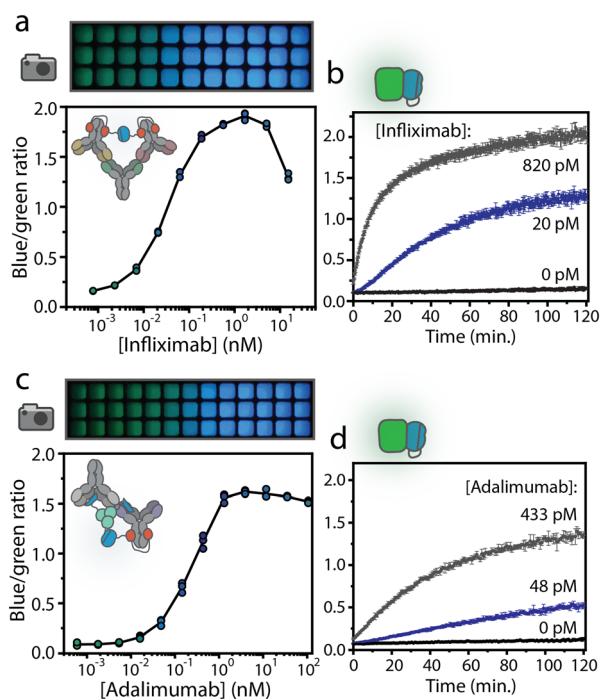 a
2.0
1.5
1.0
0.5
0.0
Blue/green ratio
10⁻³ 10⁻² 10⁻¹ 10⁰ 10¹
[Infliximab] (nM)
b
[Infliximab]:
820 pM
20 pM
0 pM
2.0
1.5
1.0
0.5
0.0
0 20 40 60 80 100 120
Time (min.)
c
2.0
1.5
1.0
0.5
0.0
Blue/green ratio
10⁻³ 10⁻² 10⁻¹ 10⁰ 10¹ 10²
[Adalimumab] (nM)
d
[Adalimumab]:
433 pM
48 pM
0 pM
2.0
1.5
1.0
0.5
0.0
0 20 40 60 80 100 120
Time (min.)